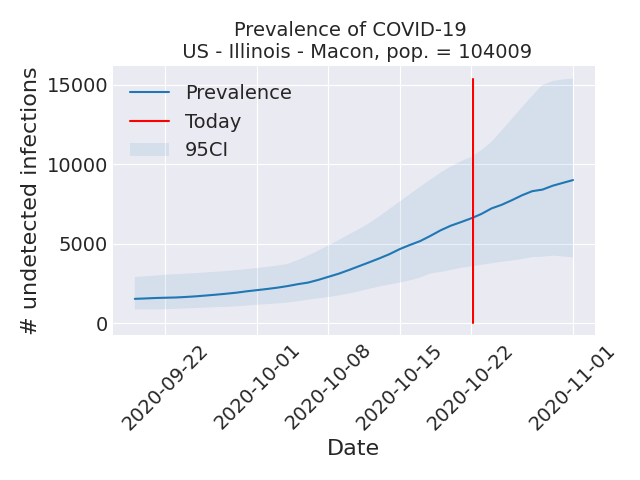 Prevalence of COVID-19
US - Illinois - Macon, pop. = 104009
# undetected infections
15000
10000
5000
0
Prevalence
Today
95CI
2020-09-22
2020-10-01
2020-10-08
2020-10-15
2020-10-22
2020-11-01
Date